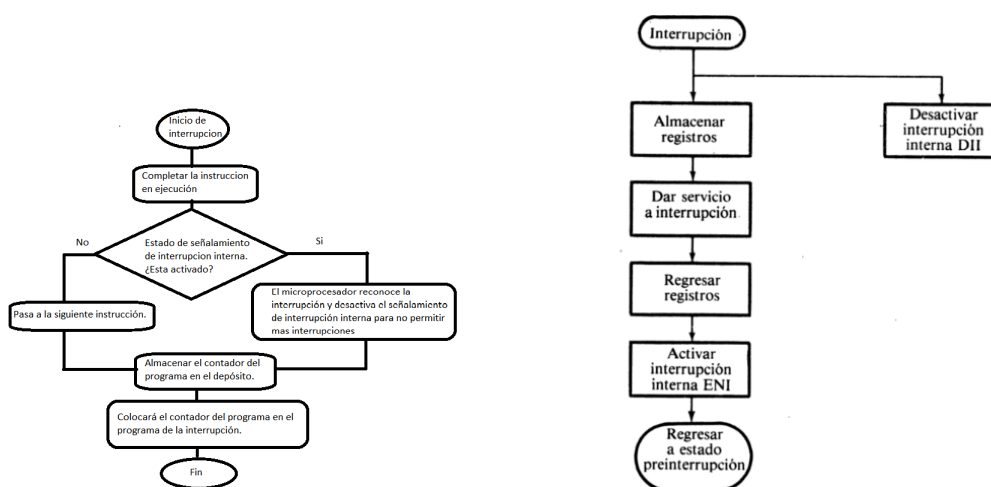 Inicio de
interrupcion
Completar la instruccion
en ejecución
No
Estado de señalamiento
de interrupcion interna.
¿Esta activado?
Si
Pasa a la siguiente instrucción.
El microprocesador reconoce la
interrupción y desactiva el señalamiento
de interrupción interna para no permitir
mas interrupciones
Almacenar el contador del
programa en el depósito.
Colocará el contador del programa en el
programa de la interrupción.
Fin
Interrupción
Almacenar
registros
Desactivar
interrupción
interna DII
Dar servicio
a interrupción
Regresar
registros
Activar
interrupción
interna ENI
Regresar
a estado
preinterrupción